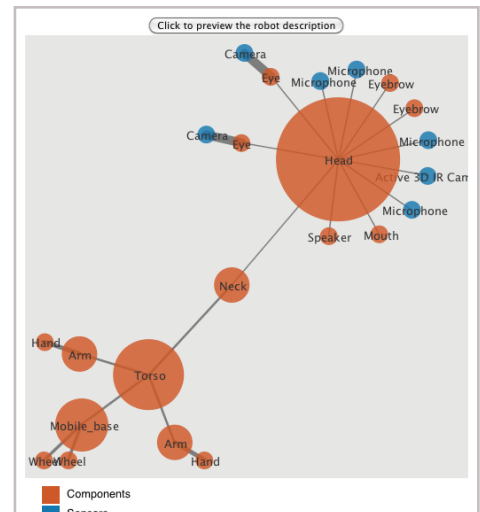 Click to preview the robot description
Camera
Eye
Microphone
Microphone
Eyebrow
Eyebrow
Camera
Eye
Microphone
Head
Active 3D IR Cam
Microphone
Speaker
Mouth
Neck
Hand
Arm
Torso
Mobile_base
Arm
Wheel
Wheel
Hand
Components
Sensors